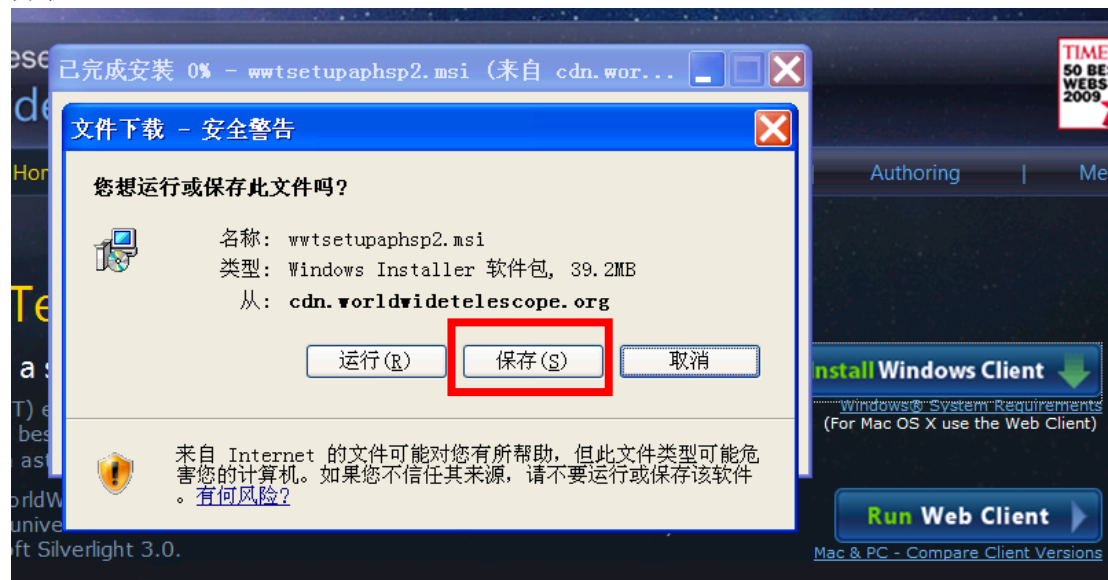 TIME
50 BE
WEBS
2009
已完成安装 0% - wwtsetupaphsp2.msi (来自 cdn.wor...
文件下载 - 安全警告
Hor
Authoring | Me
您想运行或保存此文件吗?
名称: wwtsetupaphsp2.msi
类型: Windows Installer 软件包, 39.2MB
从: cdn.worldwidetelescope.org
Te
运行(R) 保存(S) 取消
a s
nstall Windows Client
Windows® System Requirements
(For Mac OS X use the Web Client)
T) e
bes
ast
来自 Internet 的文件可能对您有所帮助，但此文件类型可能危
害您的计算机。如果您不信任其来源，请不要运行或保存该软件
。有何风险?
orldW
Run Web Client
unive
ft Silverlight 3.0.
Mac & PC - Compare Client Versions